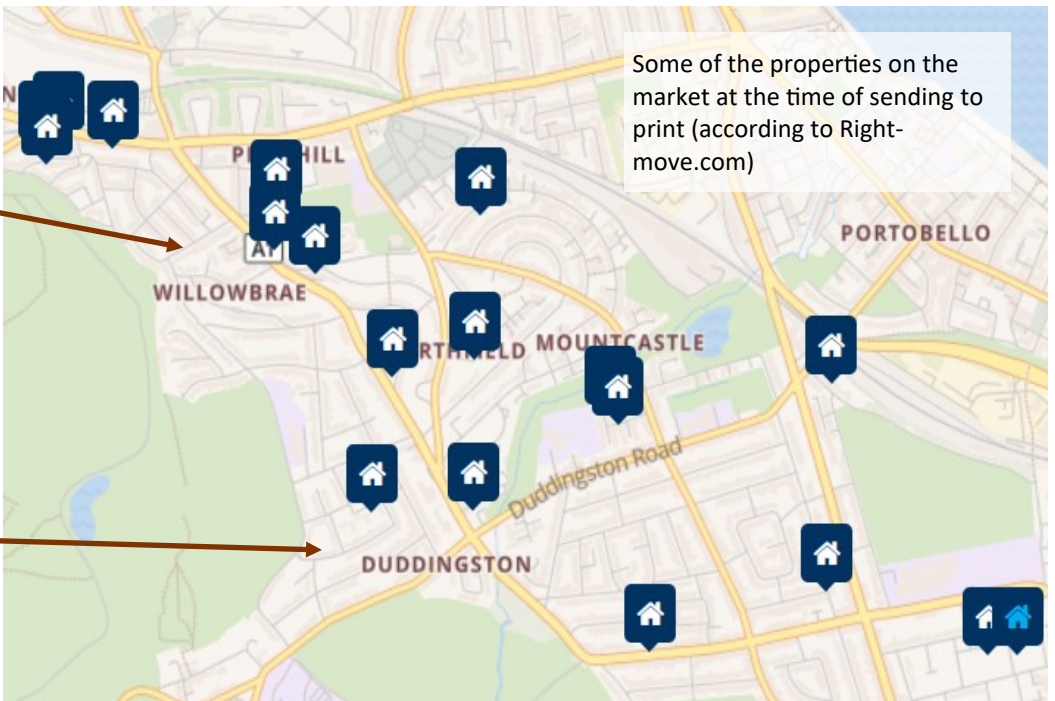 Some of the properties on the
market at the time of sending to
print (according to Right-
move.com)
N
HILL
PORTOBELLO
A1
WILLOWBRAE
MOUNTCASTLE
Duddingston Road
DUDDINGSTON